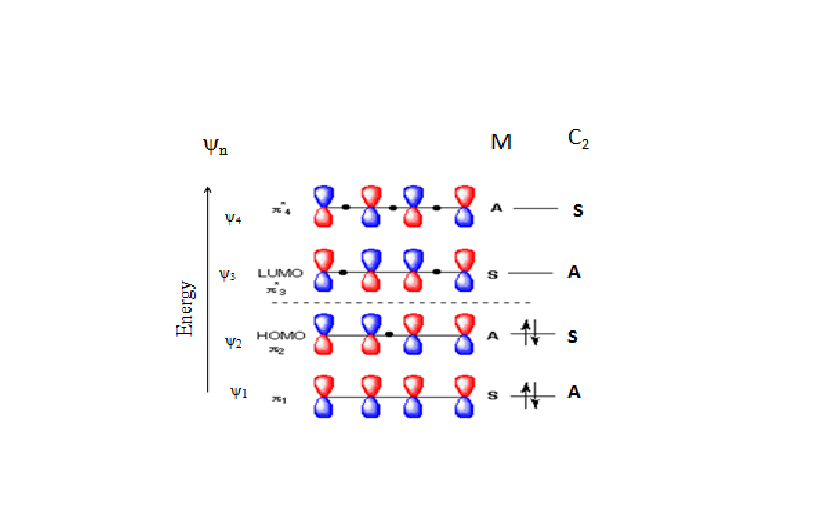 Ψn M C2
Energy
Ψ4 π*4 A S
Ψ3 LUMO π*3 S A
Ψ2 HOMO π2 A S
Ψ1 π1 S A